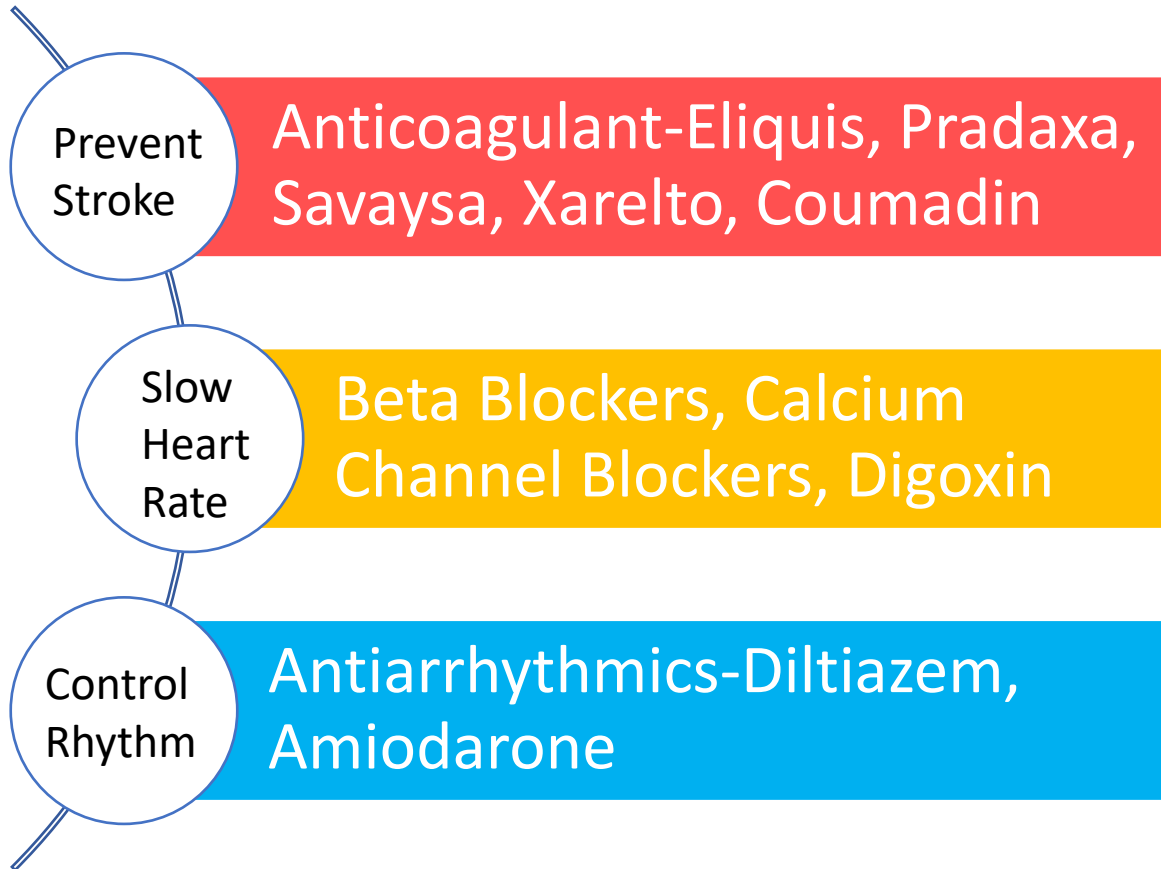 Prevent
Stroke
Anticoagulant-Eliquis, Pradaxa,
Savaysa, Xarelto, Coumadin
Slow
Heart
Rate
Beta Blockers, Calcium
Channel Blockers, Digoxin
Control
Rhythm
Antiarrhythmics-Diltiazem,
Amiodarone